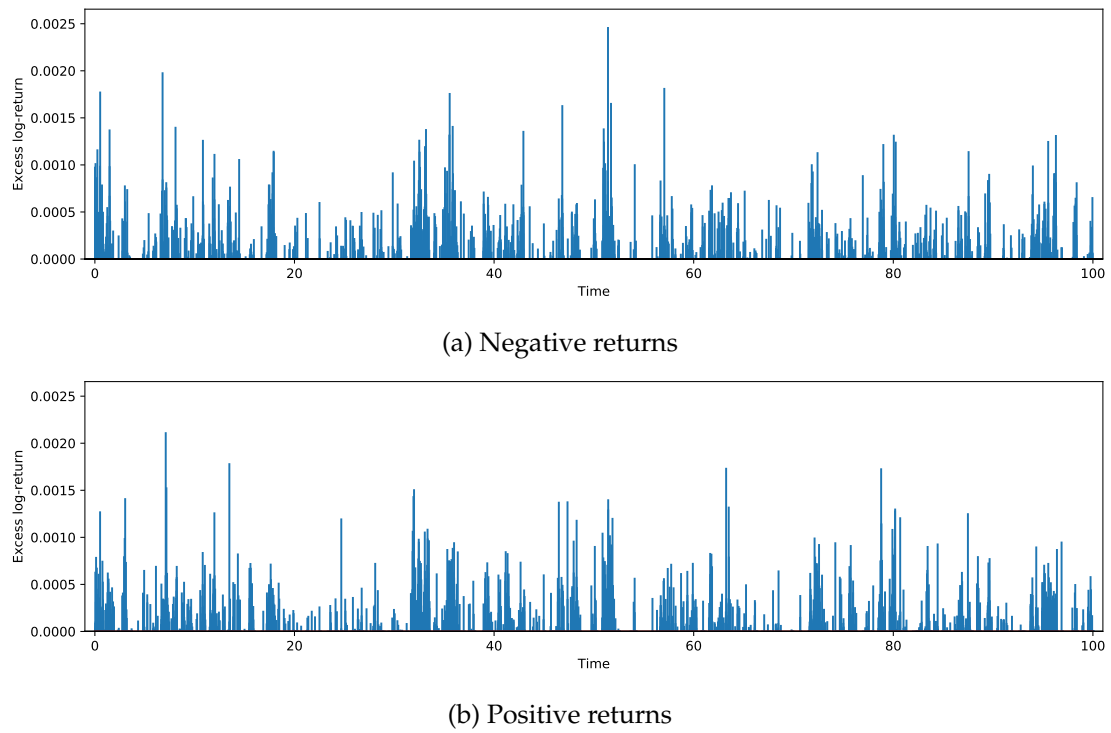 0.0025
0.0020
0.0015
0.0010
0.0005
0.0000
Excess log-return
0 20 40 60 80 100
Time
(a) Negative returns
0.0025
0.0020
0.0015
0.0010
0.0005
0.0000
Excess log-return
0 20 40 60 80 100
Time
(b) Positive returns